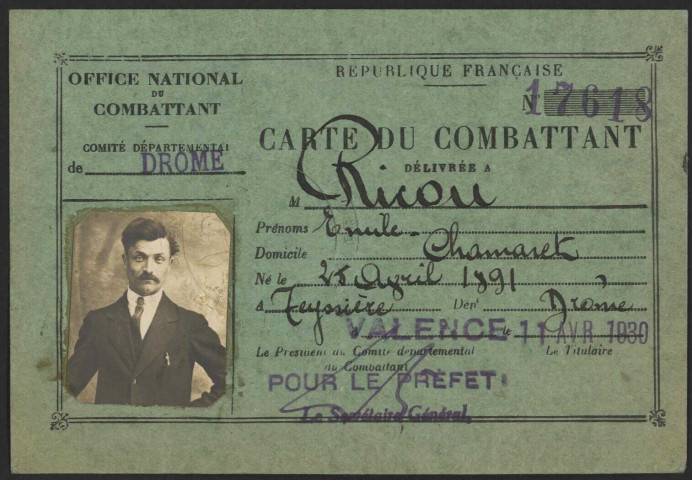 OFFICE NATIONAL
DU
COMBATTANT
COMITÉ DÉPARTEMENTAL
de DROME
REPUBLIQUE FRANÇAISE
N° 17618
CARTE DU COMBATTANT
DÉLIVRÉE A
M Ricou
Prénoms Emile
Domicile Chamaret
Né le 25 Avril 1891
A Teyssière Dépt Drôme
à VALENCE le 11 AVR 1930
Le Président du Comité départemental
du Combattant
Le Titulaire
POUR LE PRÉFET:
Le Secrétaire Général,